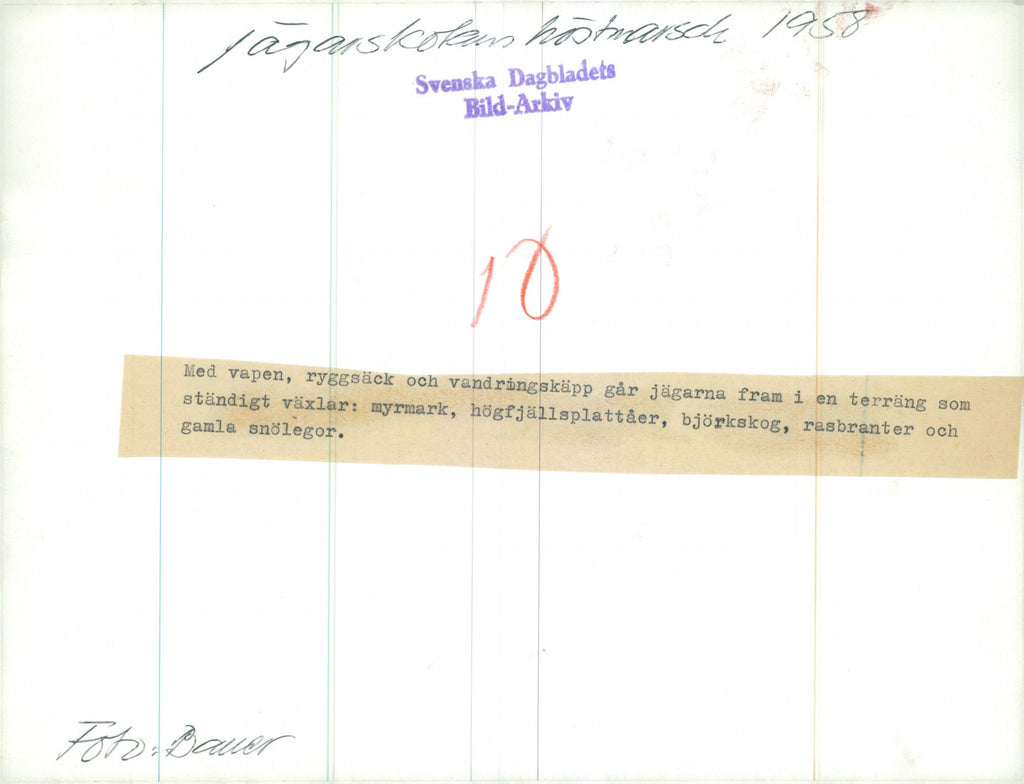 Jägarskolans höstmarsch 1958
Svenska Dagbladets
Bild-Arkiv
10
Med vapen, ryggsäck och vandringskäpp går jägarna fram i en terräng som
ständigt växlar: myrmark, högfjällsplattåer, björkskog, rasbranter och
gamla snölegor.
Foto: Bauer